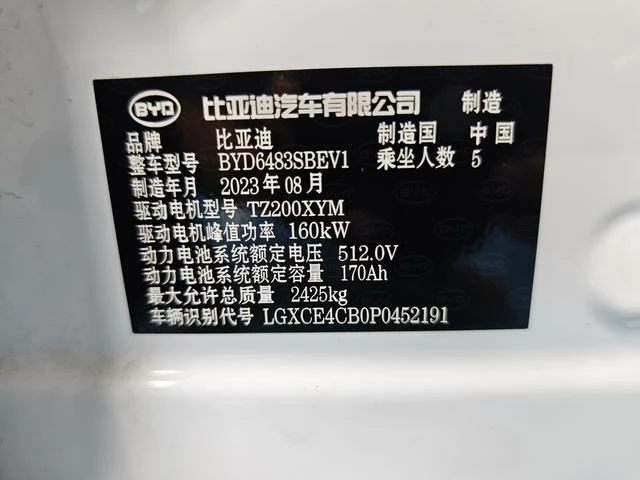 BYD 比亚迪汽车有限公司 制造
品牌 比亚迪 制造国 中国
整车型号 BYD6483SBEV1 乘坐人数 5
制造年月 2023年08月
驱动电机型号 TZ200XYM
驱动电机峰值功率 160kW
动力电池系统额定电压 512.0V
动力电池系统额定容量 170Ah
最大允许总质量 2425kg
车辆识别代号 LGXCE4CB0P0452191